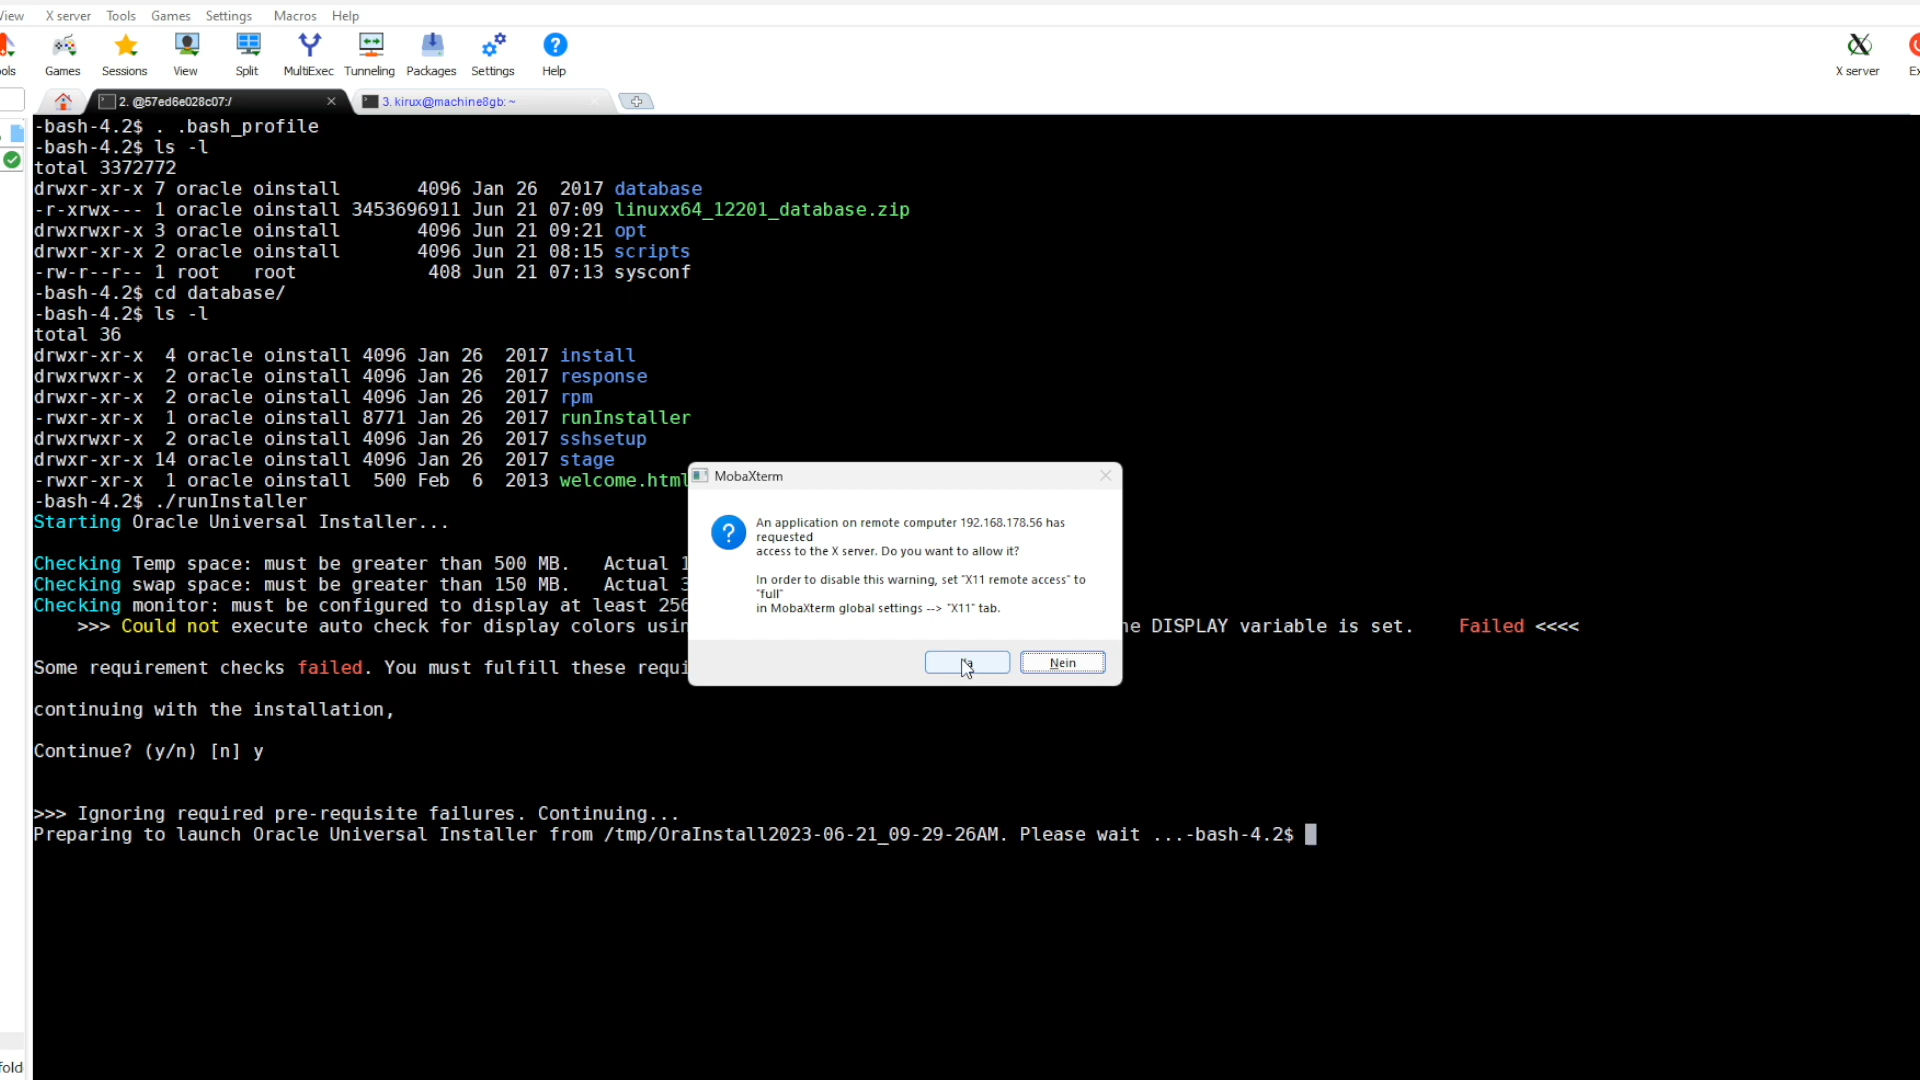 View X server Tools Games Settings Macros Help
Games Sessions View Split MultiExec Tunneling Packages Settings Help X server
2. @57ed6e028c07:/ 3. kirux@machine8gb: ~
-bash-4.2$ . .bash_profile
-bash-4.2$ ls -l
total 3372772
drwxr-xr-x 7 oracle oinstall 4096 Jan 26 2017 database
-r-xrwx--- 1 oracle oinstall 3453696911 Jun 21 07:09 linuxx64_12201_database.zip
drwxrwxr-x 3 oracle oinstall 4096 Jun 21 09:21 opt
drwxr-xr-x 2 oracle oinstall 4096 Jun 21 08:15 scripts
-rw-r--r-- 1 root root 408 Jun 21 07:13 sysconf
-bash-4.2$ cd database/
-bash-4.2$ ls -l
total 36
drwxr-xr-x 4 oracle oinstall 4096 Jan 26 2017 install
drwxrwxr-x 2 oracle oinstall 4096 Jan 26 2017 response
drwxr-xr-x 2 oracle oinstall 4096 Jan 26 2017 rpm
-rwxr-xr-x 1 oracle oinstall 8771 Jan 26 2017 runInstaller
drwxrwxr-x 2 oracle oinstall 4096 Jan 26 2017 sshsetup
drwxr-xr-x 14 oracle oinstall 4096 Jan 26 2017 stage
-rwxr-xr-x 1 oracle oinstall 500 Feb 6 2013 welcome.html
-bash-4.2$ ./runInstaller
Starting Oracle Universal Installer...
Checking Temp space: must be greater than 500 MB. Actual 1
Checking swap space: must be greater than 150 MB. Actual 3
Checking monitor: must be configured to display at least 256
>>> Could not execute auto check for display colors usin he DISPLAY variable is set. Failed <<<<
Some requirement checks failed. You must fulfill these requi
continuing with the installation,
Continue? (y/n) [n] y
>>> Ignoring required pre-requisite failures. Continuing...
Preparing to launch Oracle Universal Installer from /tmp/OraInstall2023-06-21_09-29-26AM. Please wait ...-bash-4.2$
MobaXterm
An application on remote computer 192.168.178.56 has
requested
access to the X server. Do you want to allow it?
In order to disable this warning, set "X11 remote access" to
"full"
in MobaXterm global settings --> "X11" tab.
Nein